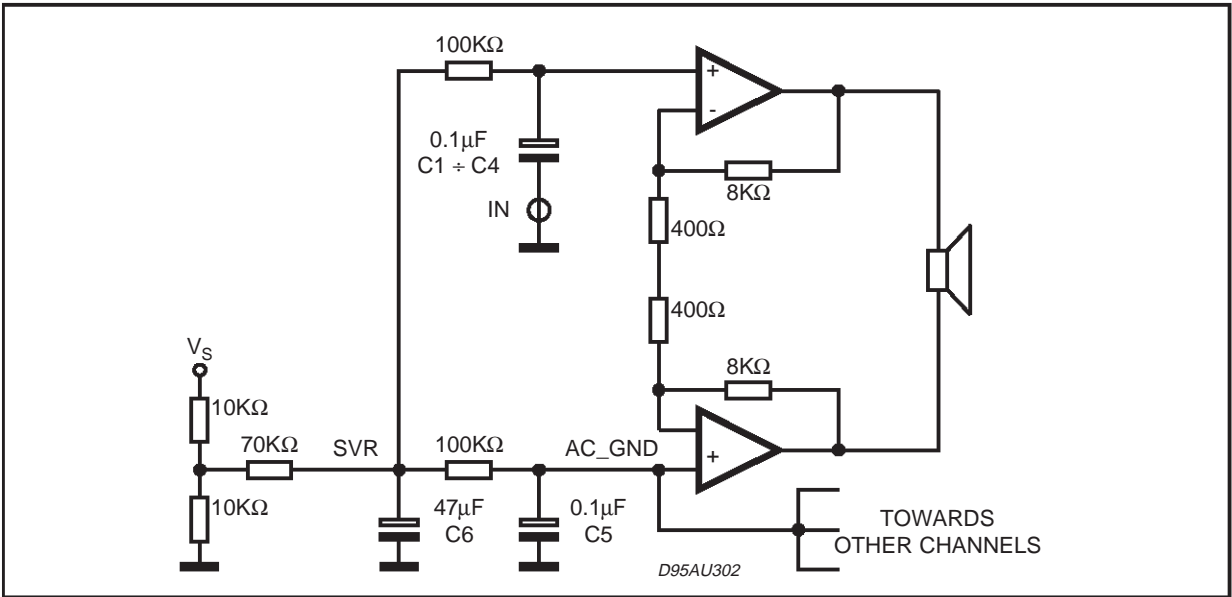 100KΩ
+
-
0.1μF
C1 ÷ C4
8KΩ
IN
400Ω
400Ω
VS
8KΩ
10KΩ
70KΩ
SVR
100KΩ
AC_GND
+
10KΩ
47μF
C6
0.1μF
C5
TOWARDS
OTHER CHANNELS
D95AU302